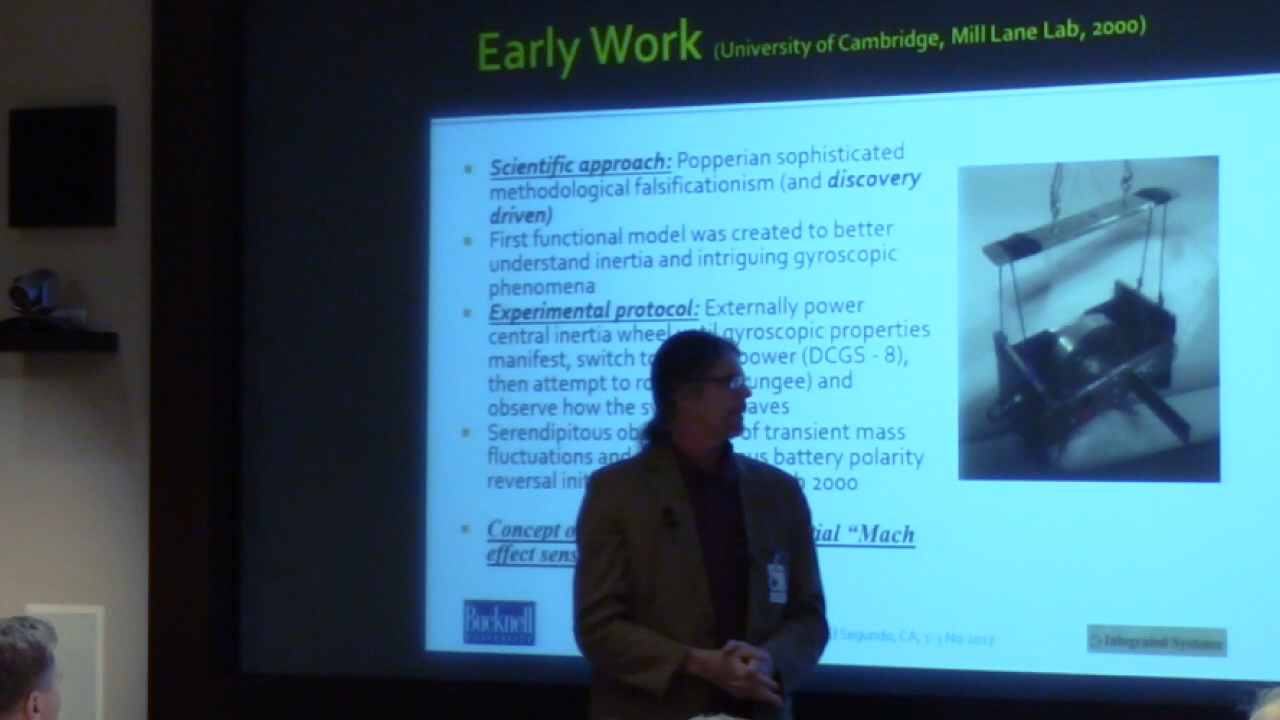 Early Work (University of Cambridge, Mill Lane Lab, 2000)
Scientific approach: Popperian sophisticated
methodological falsificationism (and discovery
driven)
First functional model was created to better
understand inertia and intriguing gyroscopic
phenomena
Experimental protocol: Externally power
central inertia wheel until gyroscopic properties
manifest, switch to power (DCGS - 8),
then attempt to and
observe how the
Serendipitous of transient mass
fluctuations and battery polarity
reversal 2000
Concept "Mach
effect
Bucknell
UNIVERSITY
Segundo, CA, 1-3 No 2017
Integrated Systems